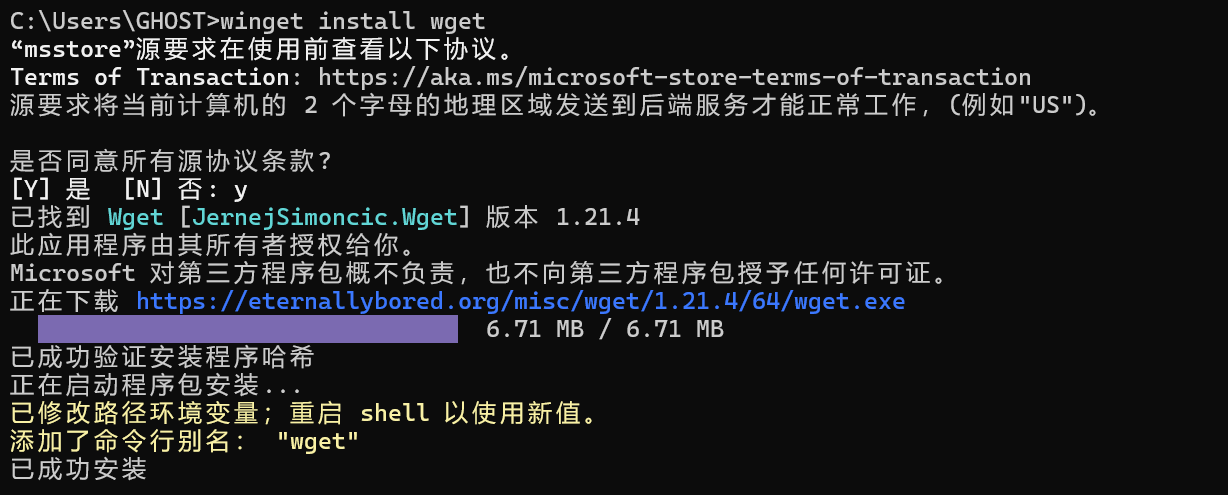 C:\Users\GHOST>winget install wget
“msstore”源要求在使用前查看以下协议。
Terms of Transaction: https://aka.ms/microsoft-store-terms-of-transaction
源要求将当前计算机的 2 个字母的地理区域发送到后端服务才能正常工作，(例如"US")。
是否同意所有源协议条款?
[Y] 是  [N] 否: y
已找到 Wget [JernejSimoncic.Wget] 版本 1.21.4
此应用程序由其所有者授权给你。
Microsoft 对第三方程序包概不负责，也不向第三方程序包授予任何许可证。
正在下载 https://eternallybored.org/misc/wget/1.21.4/64/wget.exe
6.71 MB / 6.71 MB
已成功验证安装程序哈希
正在启动程序包安装...
已修改路径环境变量；重启 shell 以使用新值。
添加了命令行别名： "wget"
已成功安装